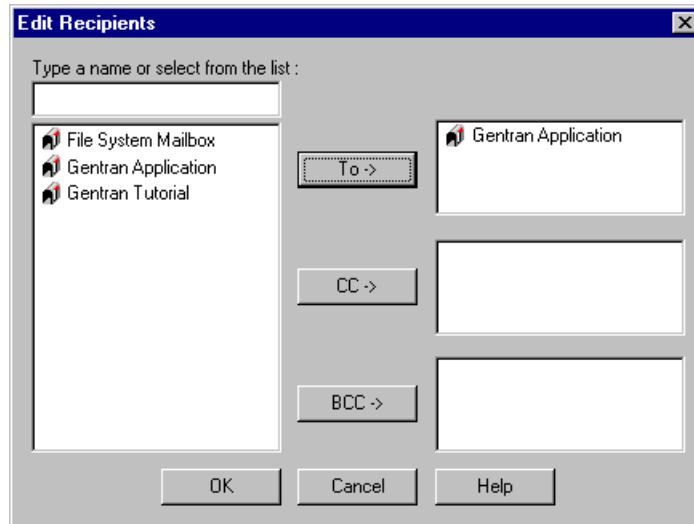 Edit Recipients
Type a name or select from the list :
File System Mailbox
Gentran Application
Gentran Tutorial
To ->
Gentran Application
CC ->
BCC ->
OK
Cancel
Help